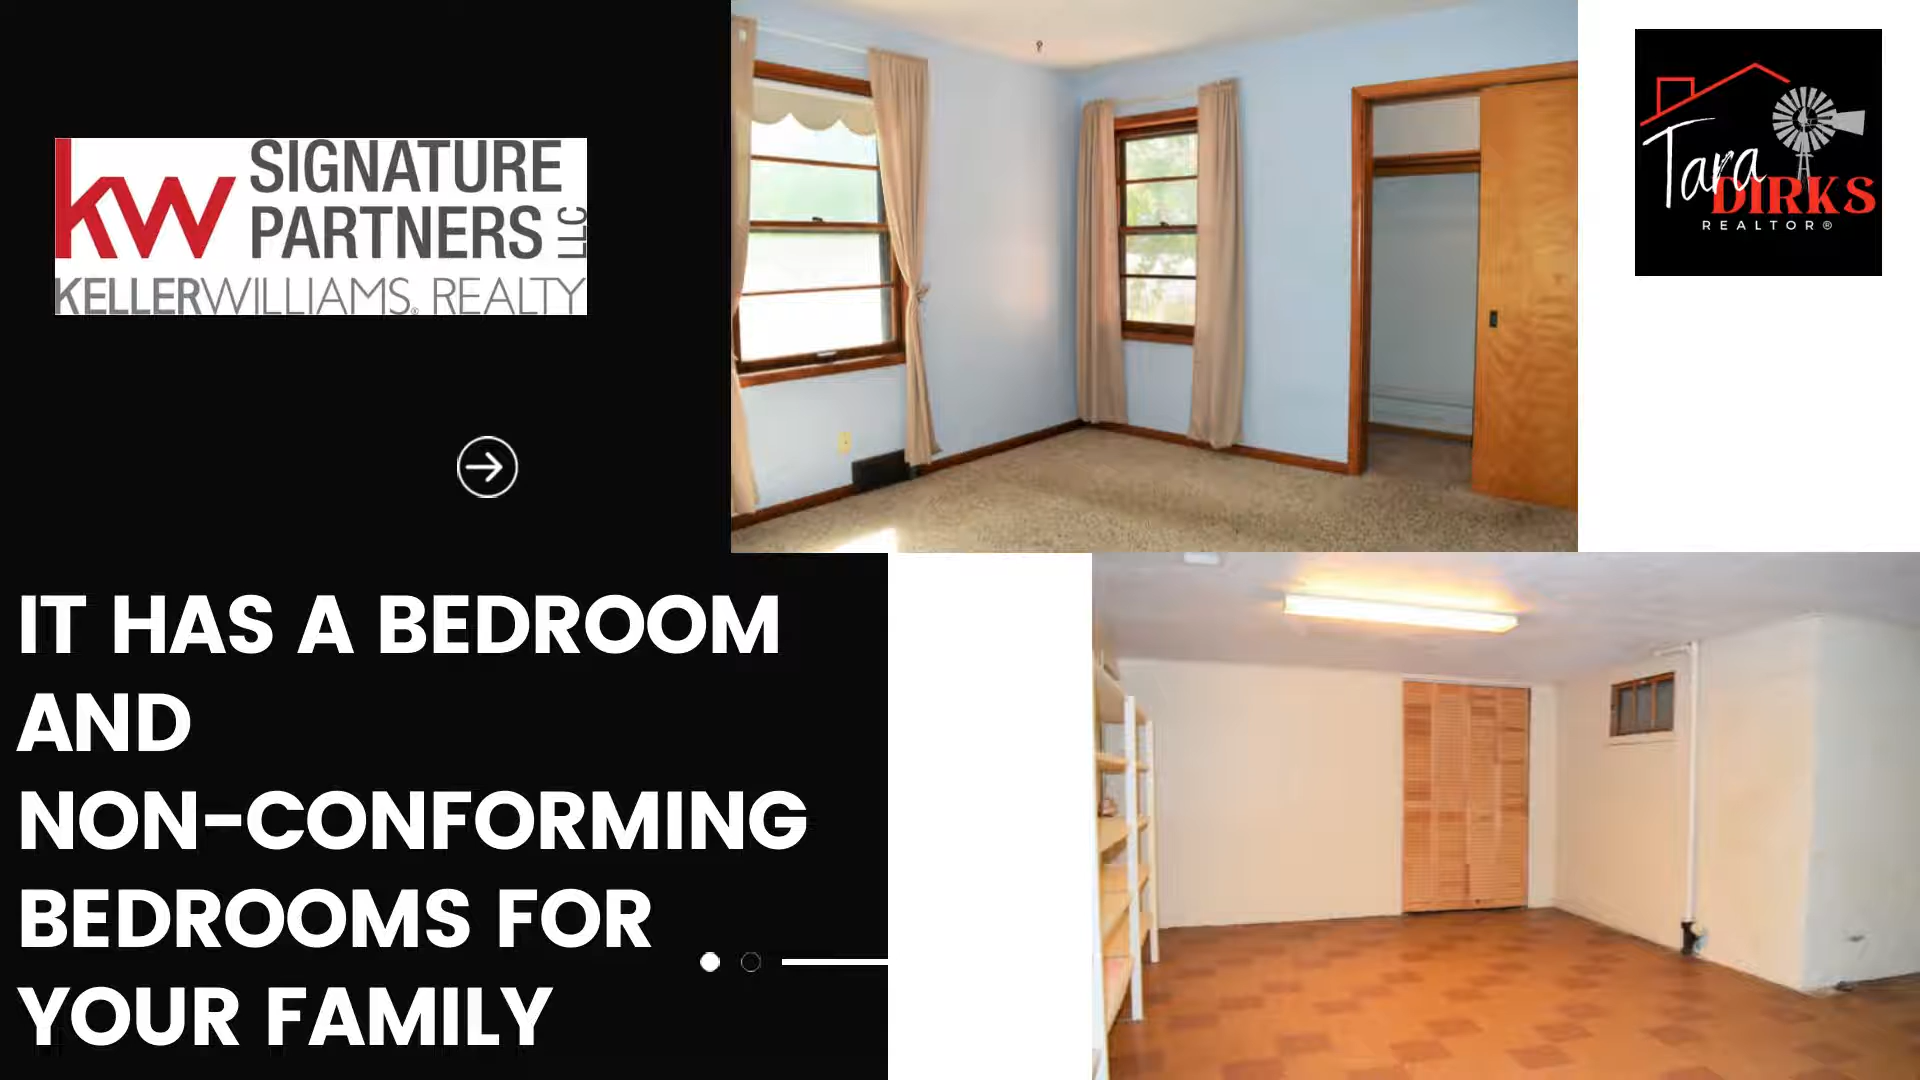 kw SIGNATURE
PARTNERS LLC
KELLERWILLIAMS® REALTY
Tara
DIRKS
REALTOR®
IT HAS A BEDROOM
AND
NON-CONFORMING
BEDROOMS FOR
YOUR FAMILY